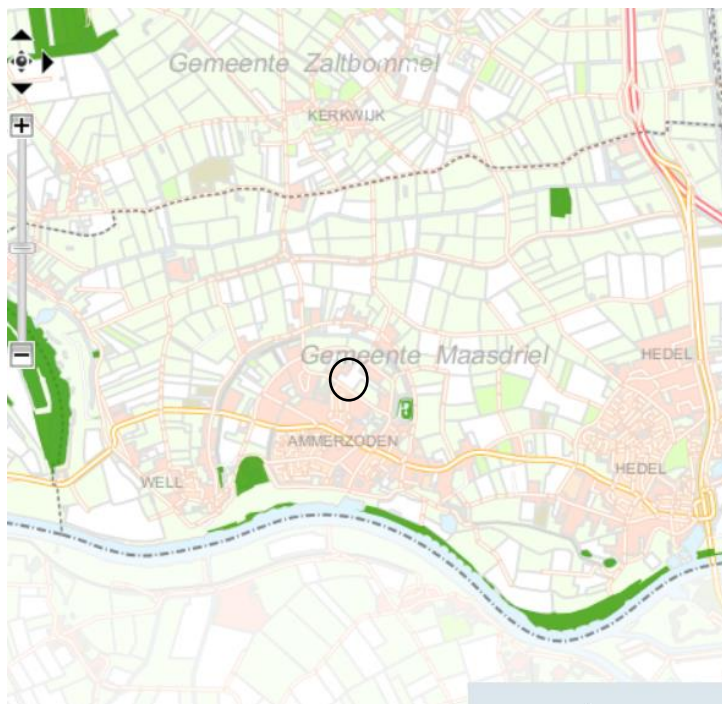 Gemeente Zaltbommel
KERKWIJK
Gemeente Maasdriel
HEDEL
AMMERZODEN
HEDEL
WELL